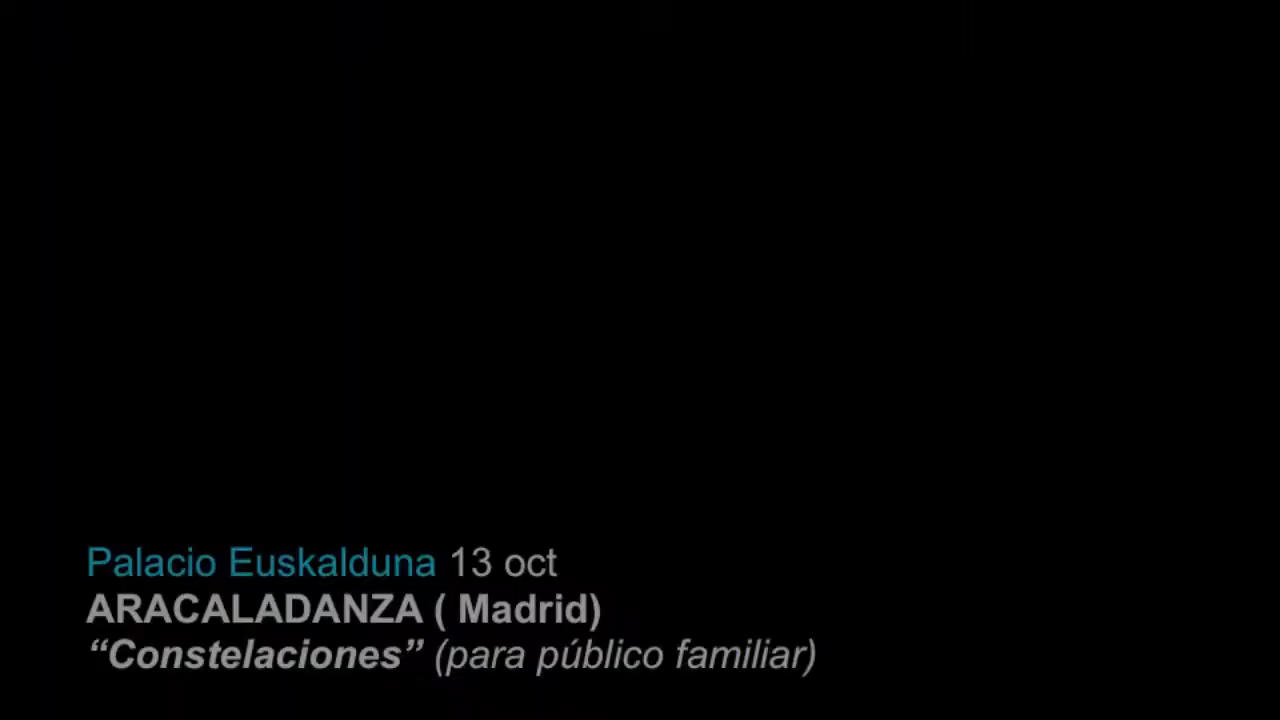 Palacio Euskalduna 13 oct
ARACALADANZA ( Madrid)
“Constelaciones” (para público familiar)